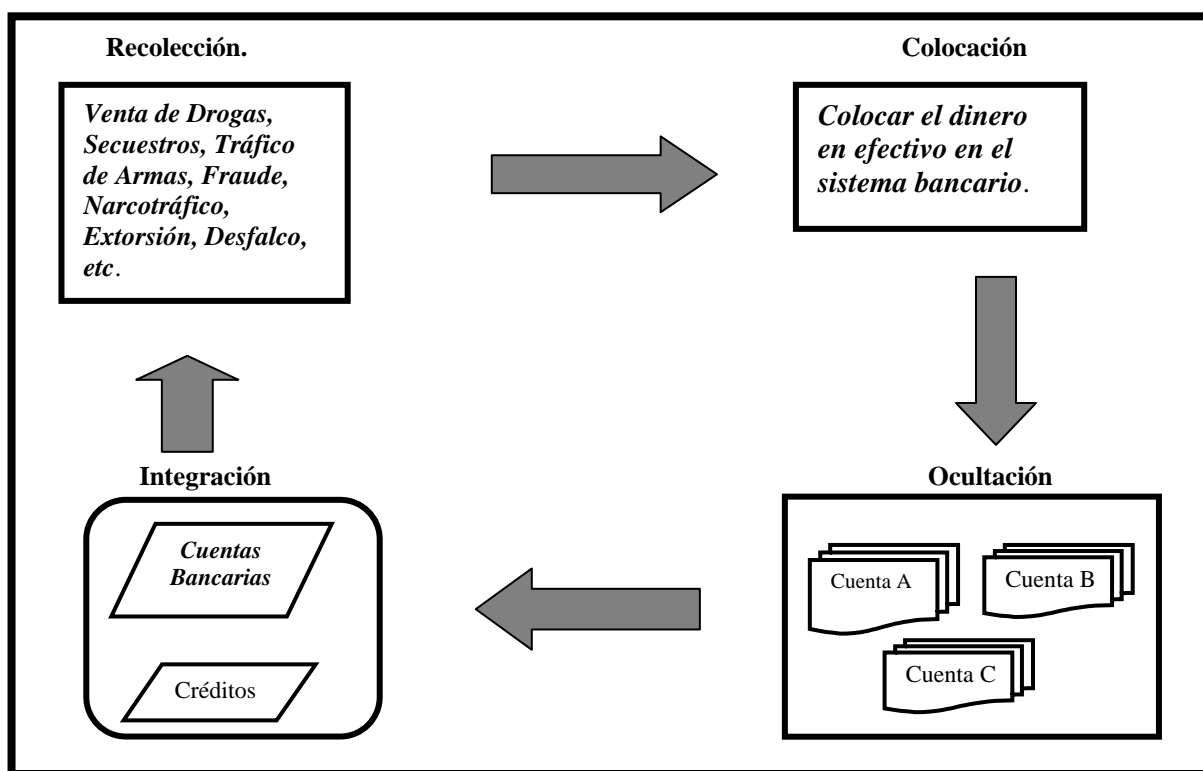 Recolección.
Venta de Drogas,
Secuestros, Tráfico
de Armas, Fraude,
Narcotráfico,
Extorsión, Desfalco,
etc.
Colocación
Colocar el dinero
en efectivo en el
sistema bancario.
Integración
Cuentas
Bancarias
Créditos
Ocultación
Cuenta A
Cuenta B
Cuenta C